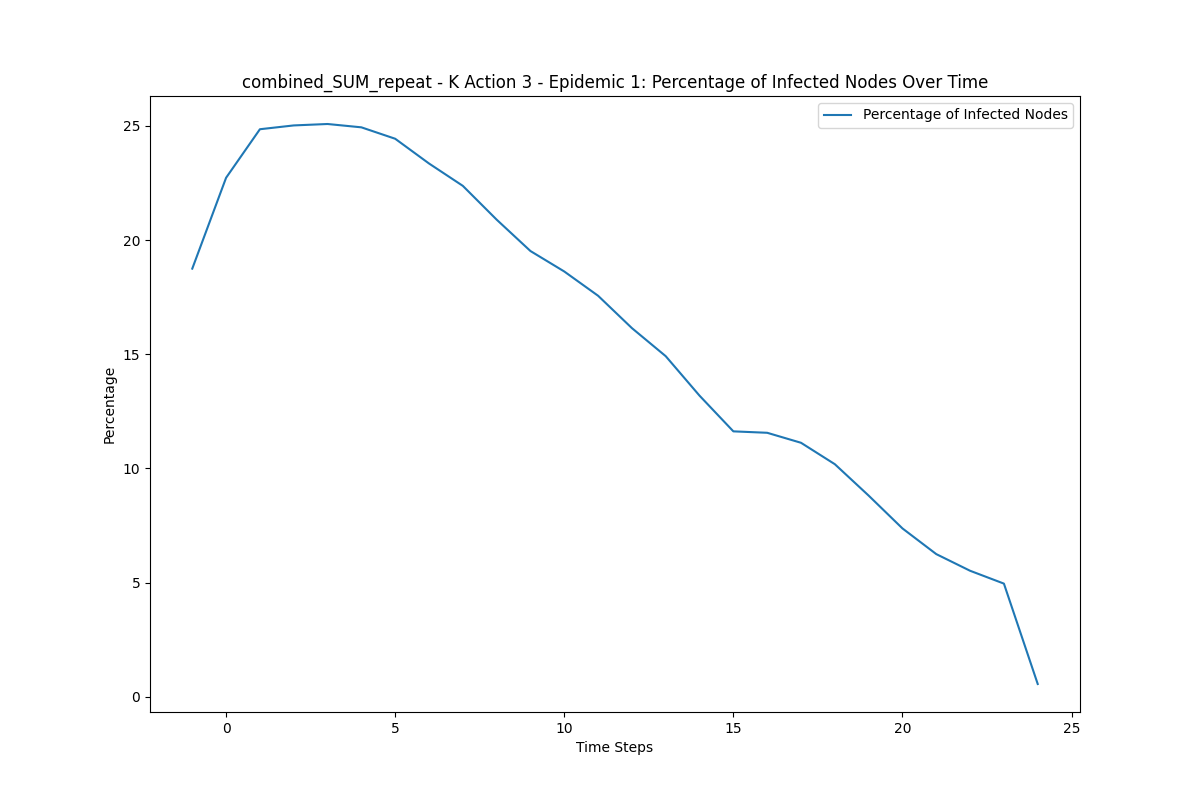 combined_SUM_repeat - K Action 3 - Epidemic 1: Percentage of Infected Nodes Over Time
Percentage of Infected Nodes
25
20
15
10
5
0
Percentage
0 5 10 15 20 25
Time Steps